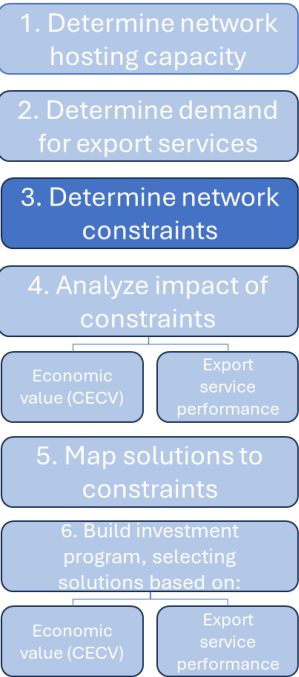 1. Determine network
hosting capacity
2. Determine demand
for export services
3. Determine network
constraints
4. Analyze impact of
constraints
Economic
value (CECV)
Export
service
performance
5. Map solutions to
constraints
6. Build investment
program, selecting
solutions based on:
Economic
value (CECV)
Export
service
performance